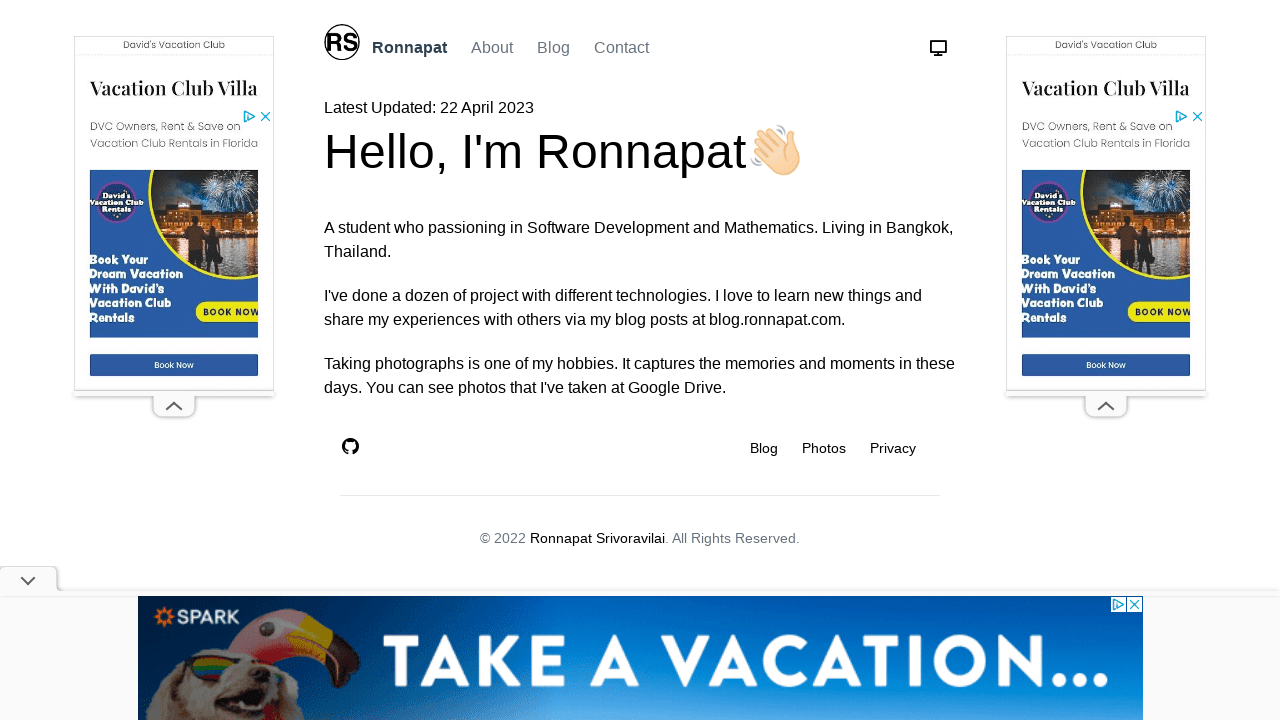 RS
Ronnapat About Blog Contact
Latest Updated: 22 April 2023
Hello, I'm Ronnapat👋🏼
A student who passioning in Software Development and Mathematics. Living in Bangkok,
Thailand.
I've done a dozen of project with different technologies. I love to learn new things and
share my experiences with others via my blog posts at blog.ronnapat.com.
Taking photographs is one of my hobbies. It captures the memories and moments in these
days. You can see photos that I've taken at Google Drive.
Blog Photos Privacy
© 2022 Ronnapat Srivoravilai. All Rights Reserved.
David's Vacation Club
Vacation Club Villa
DVC Owners, Rent & Save on
Vacation Club Rentals in Florida
David's
Vacation Club
Rentals
Book Your
Dream Vacation
With David's
Vacation Club
Rentals
BOOK NOW
Book Now
David's Vacation Club
Vacation Club Villa
DVC Owners, Rent & Save on
Vacation Club Rentals in Florida
David's
Vacation Club
Rentals
Book Your
Dream Vacation
With David's
Vacation Club
Rentals
BOOK NOW
Book Now
SPARK
TAKE A VACATION...